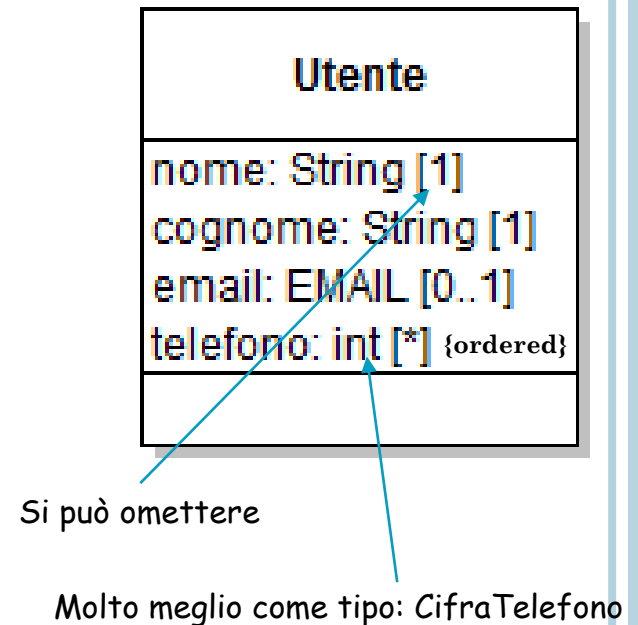 Utente
nome: String [1]
cognome: String [1]
email: EMAIL [0..1]
telefono: int [*] {ordered}
Si può omettere
Molto meglio come tipo: CifraTelefono